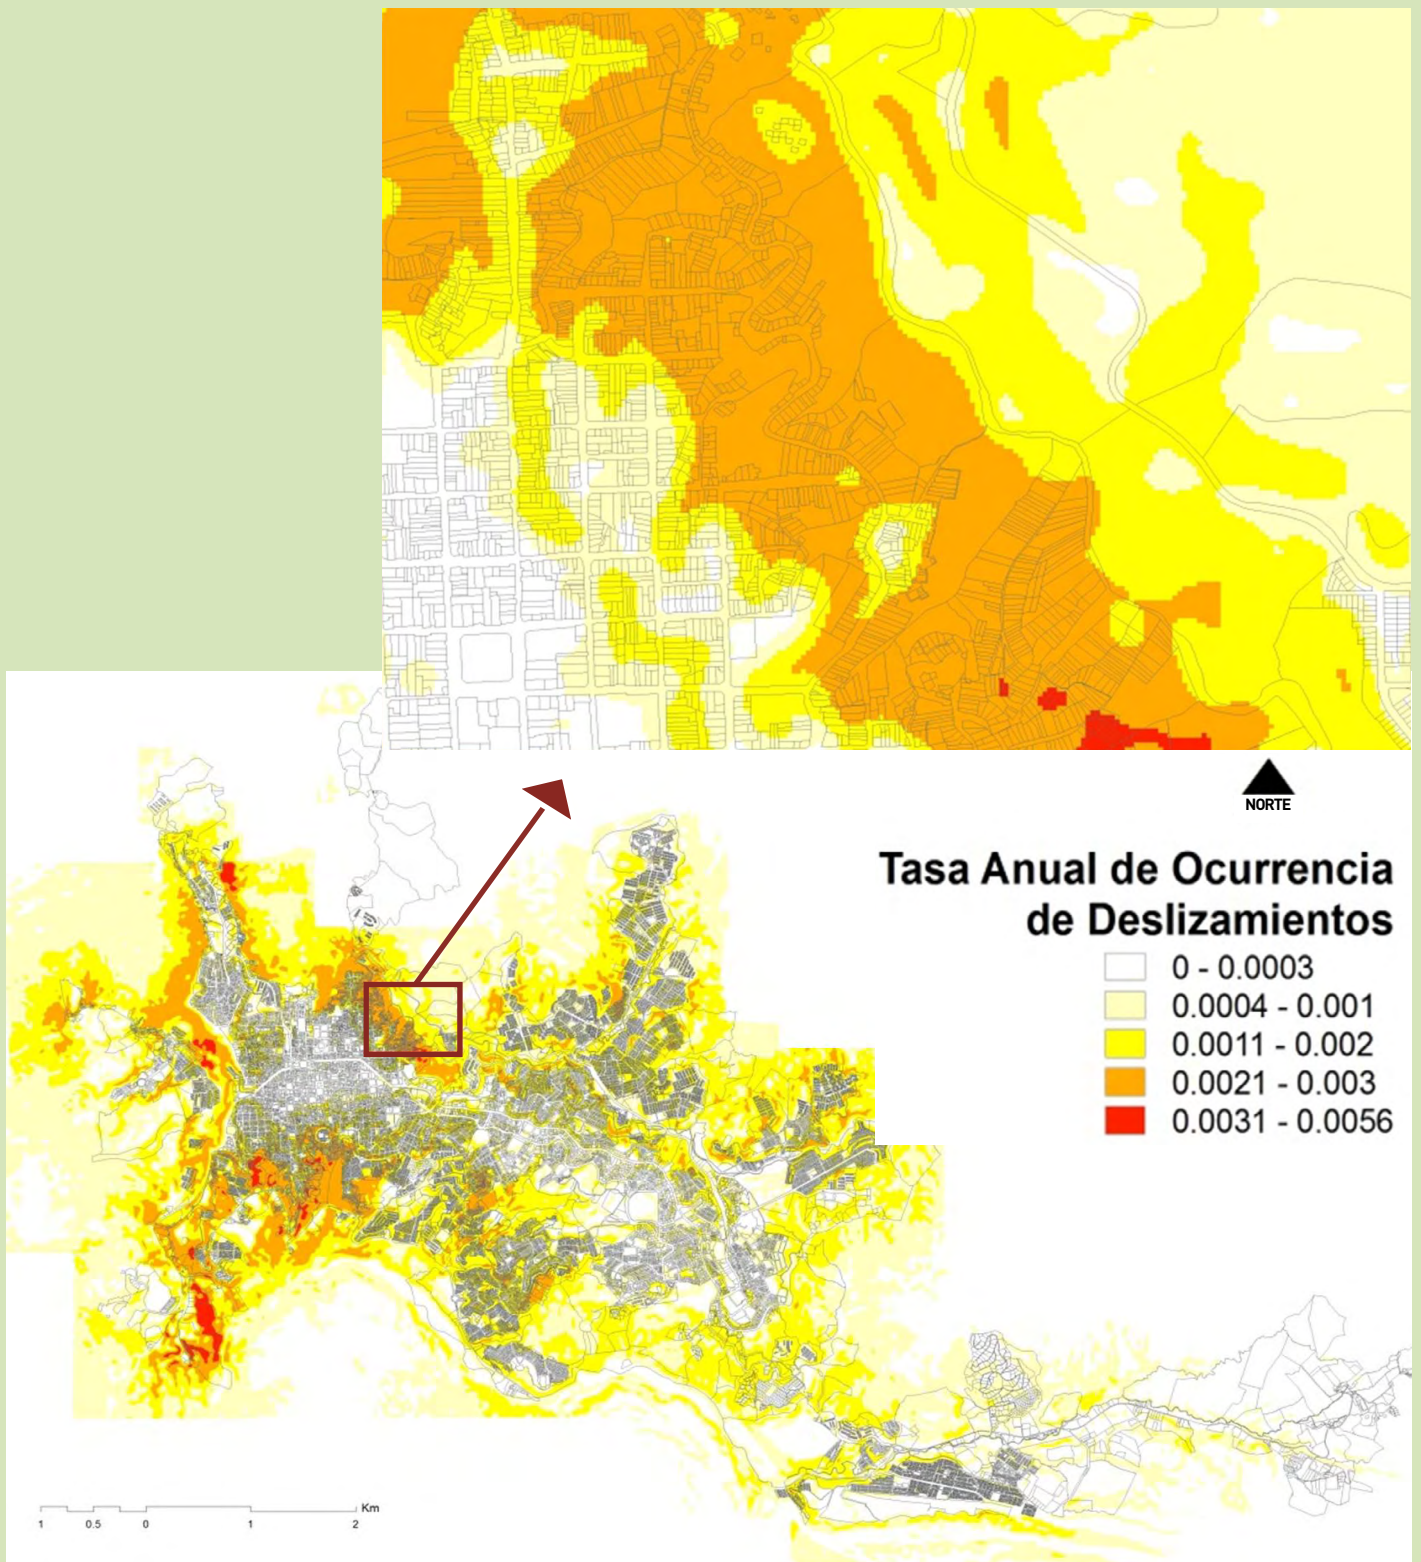 NORTE
Tasa Anual de Ocurrencia
de Deslizamientos
0 - 0.0003
0.0004 - 0.001
0.0011 - 0.002
0.0021 - 0.003
0.0031 - 0.0056
Km
1 0.5 0 1 2